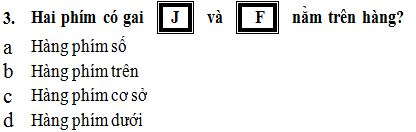 3. Hai phím có gai J và F nằm trên hàng?
a Hàng phím số
b Hàng phím trên
c Hàng phím cơ sở
d Hàng phím dưới